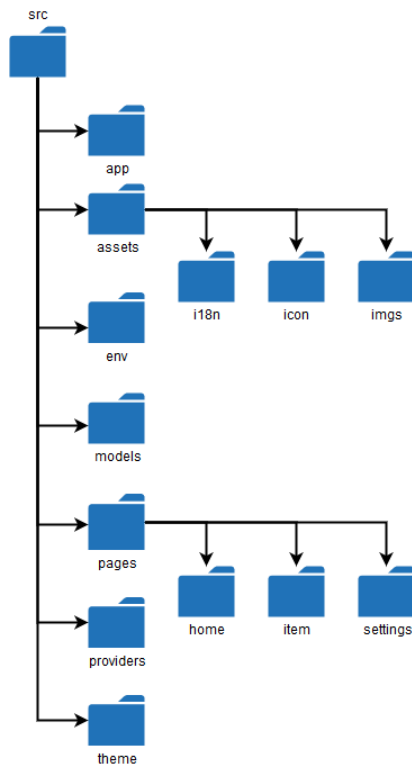 src
app
assets
i18n
icon
imgs
env
models
pages
home
item
settings
providers
theme